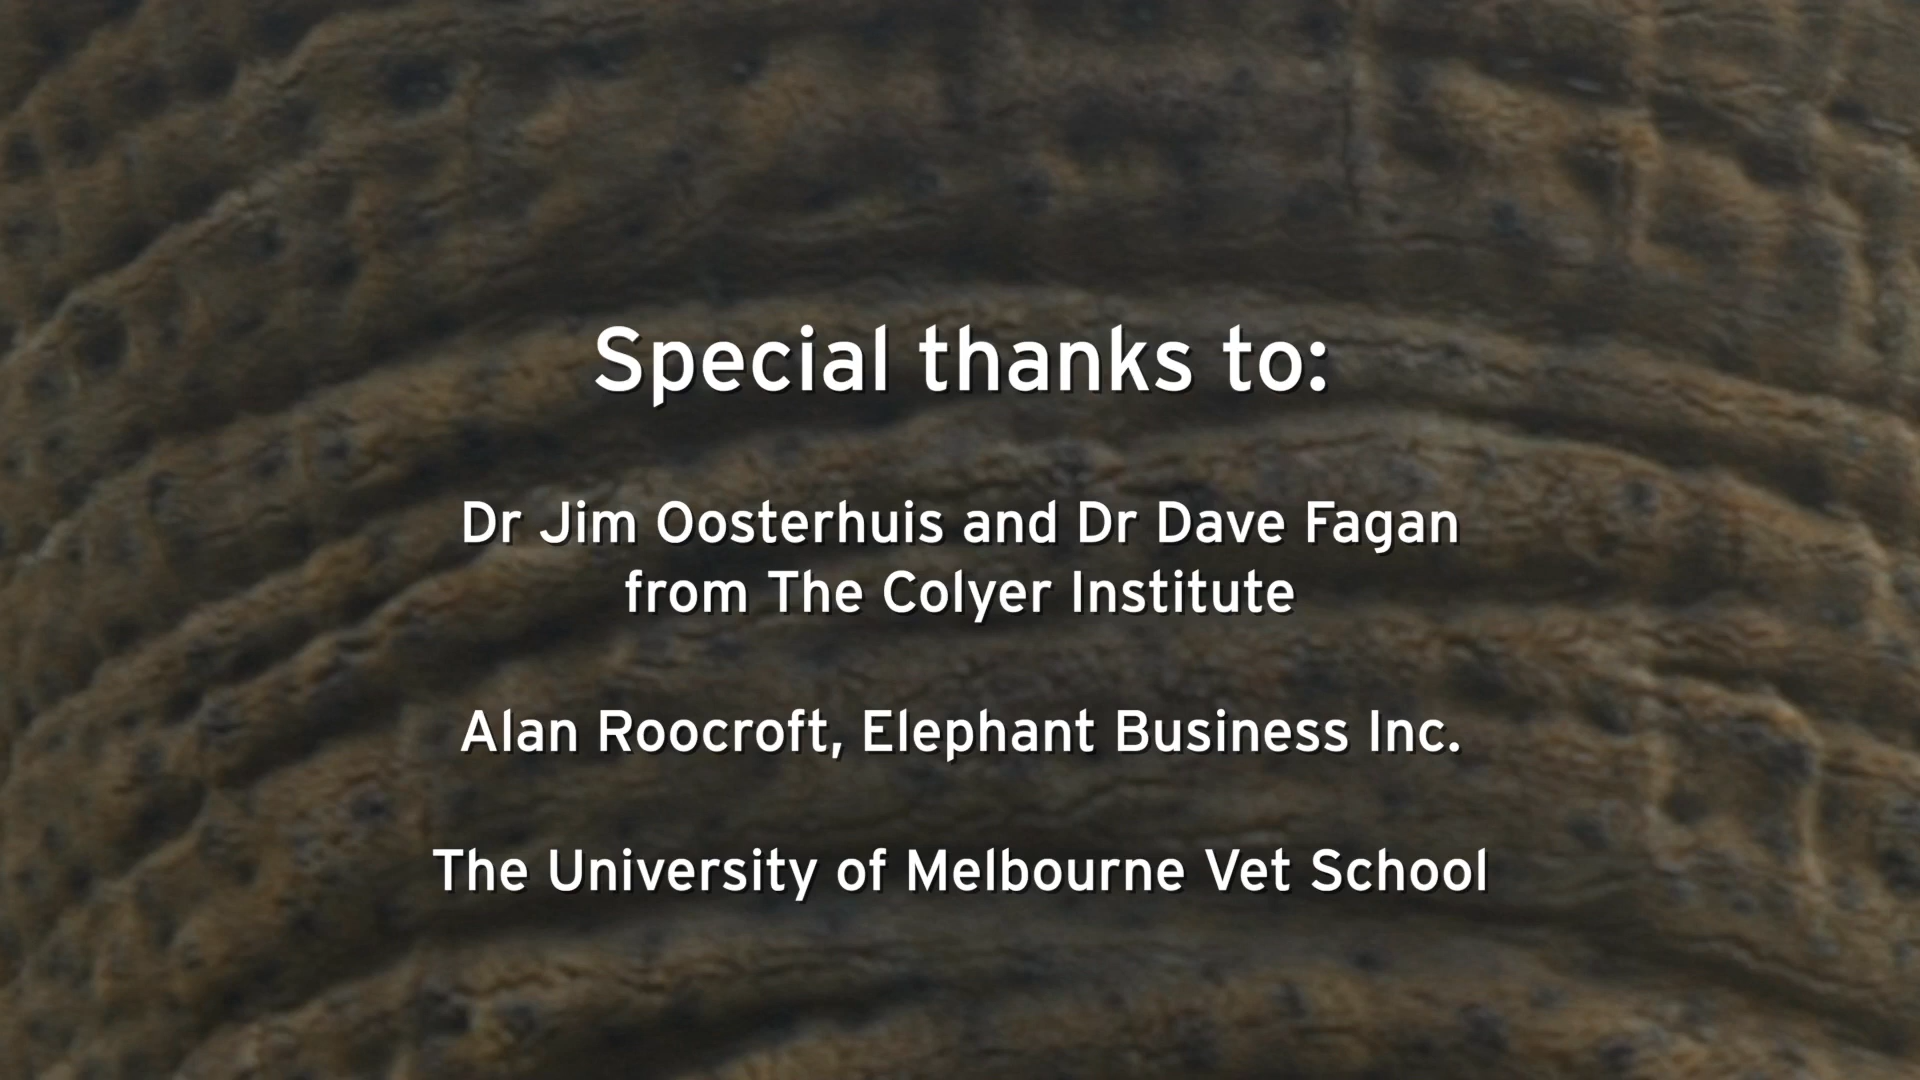 Special thanks to:
Dr Jim Oosterhuis and Dr Dave Fagan
from The Colyer Institute
Alan Roocroft, Elephant Business Inc.
The University of Melbourne Vet School